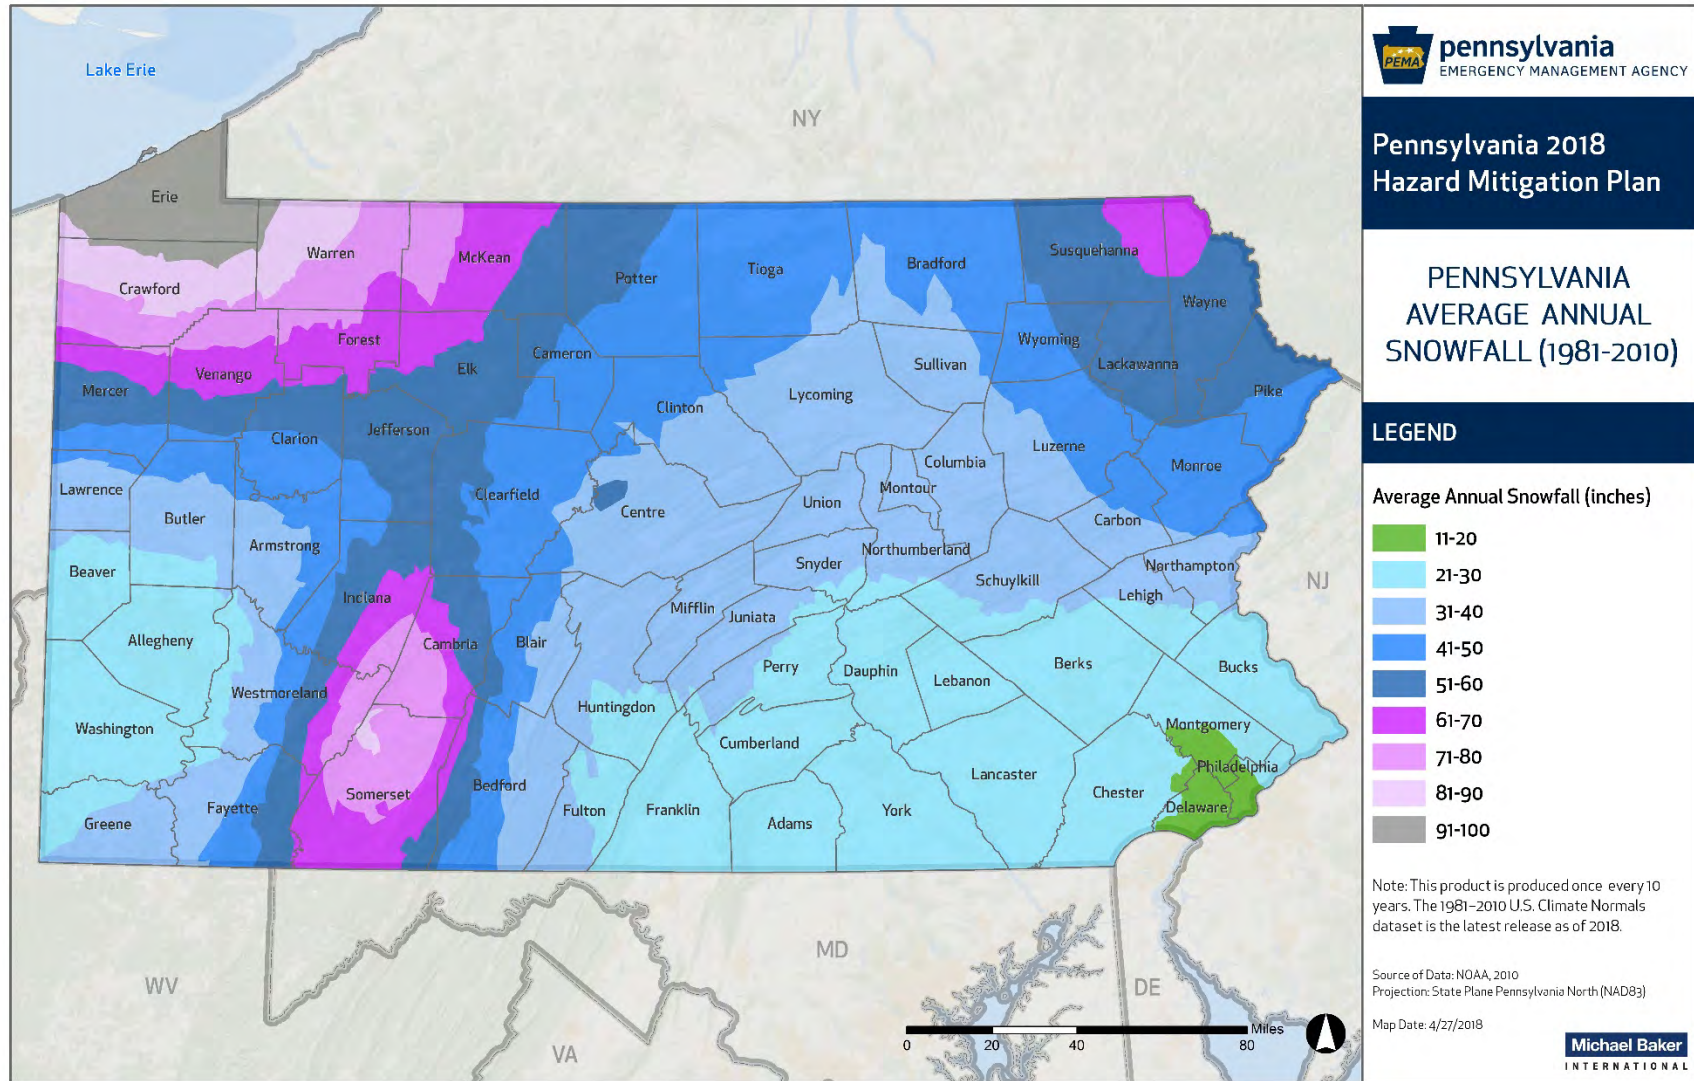 Lake Erie
NY
Erie
Warren
McKean
Susquehanna
Crawford
Potter
Tioga
Bradford
Wayne
Forest
Wyoming
Venango
Elk
Cameron
Sullivan
Lackawanna
Mercer
Lycoming
Pike
Clinton
Clarion
Jefferson
Luzerne
Columbia
Monroe
Lawrence
Clearfield
Montour
Butler
Centre
Union
Carbon
Armstrong
Northumberland
Beaver
Snyder
Northampton
Schuylkill
NJ
Indiana
Lehigh
Mifflin
Juniata
Allegheny
Cambria
Blair
Perry
Dauphin
Berks
Bucks
Lebanon
Westmoreland
Huntingdon
Washington
Montgomery
Cumberland
Philadelphia
Lancaster
Somerset
Bedford
Chester
Fayette
Fulton
Franklin
York
Delaware
Greene
Adams
MD
WV
DE
VA
Miles
0 20 40 80
PEMA
pennsylvania
EMERGENCY MANAGEMENT AGENCY
Pennsylvania 2018
Hazard Mitigation Plan
PENNSYLVANIA
AVERAGE ANNUAL
SNOWFALL (1981-2010)
LEGEND
Average Annual Snowfall (inches)
11-20
21-30
31-40
41-50
51-60
61-70
71-80
81-90
91-100
Note: This product is produced once every 10
years. The 1981–2010 U.S. Climate Normals
dataset is the latest release as of 2018.
Source of Data: NOAA, 2010
Projection: State Plane Pennsylvania North (NAD83)
Map Date: 4/27/2018
Michael Baker
INTERNATIONAL